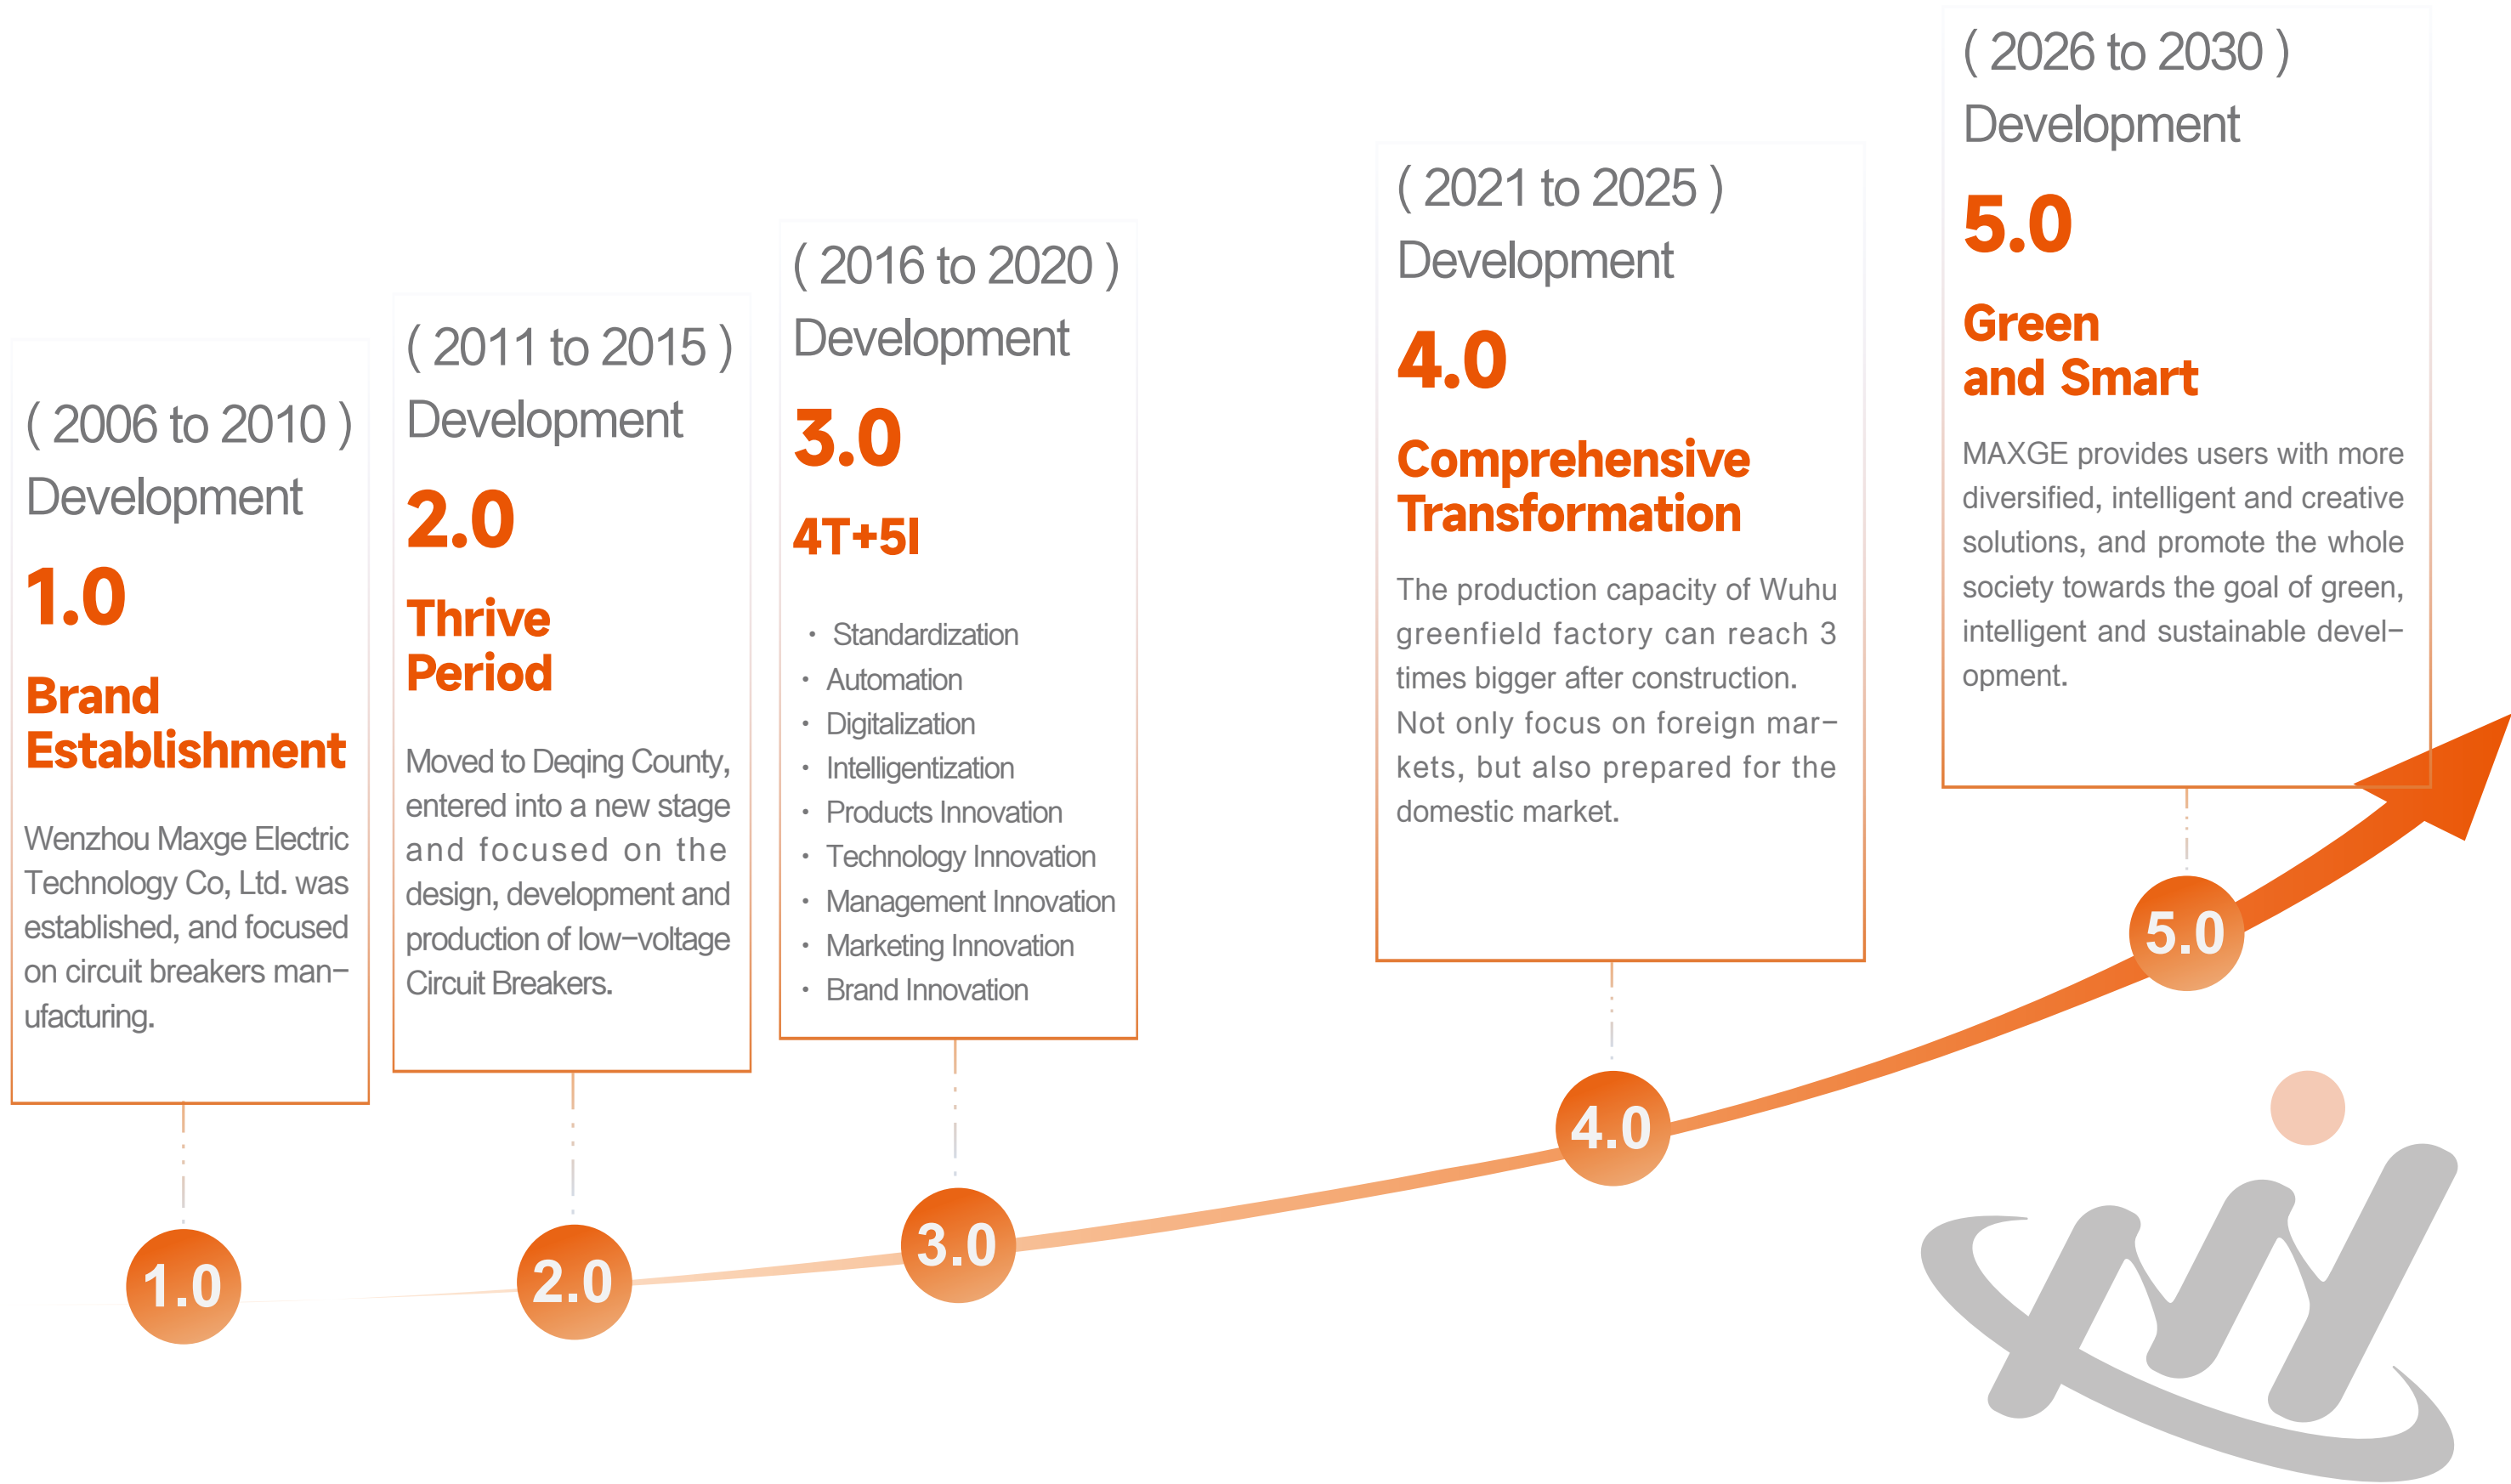 ( 2006 to 2010 )
Development
1.0
Brand
Establishment
Wenzhou Maxge Electric
Technology Co, Ltd. was
established, and focused
on circuit breakers man-
ufacturing.
1.0
( 2011 to 2015 )
Development
2.0
Thrive
Period
Moved to Deqing County,
entered into a new stage
and focused on the
design, development and
production of low-voltage
Circuit Breakers.
2.0
( 2016 to 2020 )
Development
3.0
4T+5I
· Standardization
· Automation
· Digitalization
· Intelligentization
· Products Innovation
· Technology Innovation
· Management Innovation
· Marketing Innovation
· Brand Innovation
3.0
( 2021 to 2025 )
Development
4.0
Comprehensive
Transformation
The production capacity of Wuhu
greenfield factory can reach 3
times bigger after construction.
Not only focus on foreign mar-
kets, but also prepared for the
domestic market.
4.0
( 2026 to 2030 )
Development
5.0
Green
and Smart
MAXGE provides users with more
diversified, intelligent and creative
solutions, and promote the whole
society towards the goal of green,
intelligent and sustainable devel-
opment.
5.0